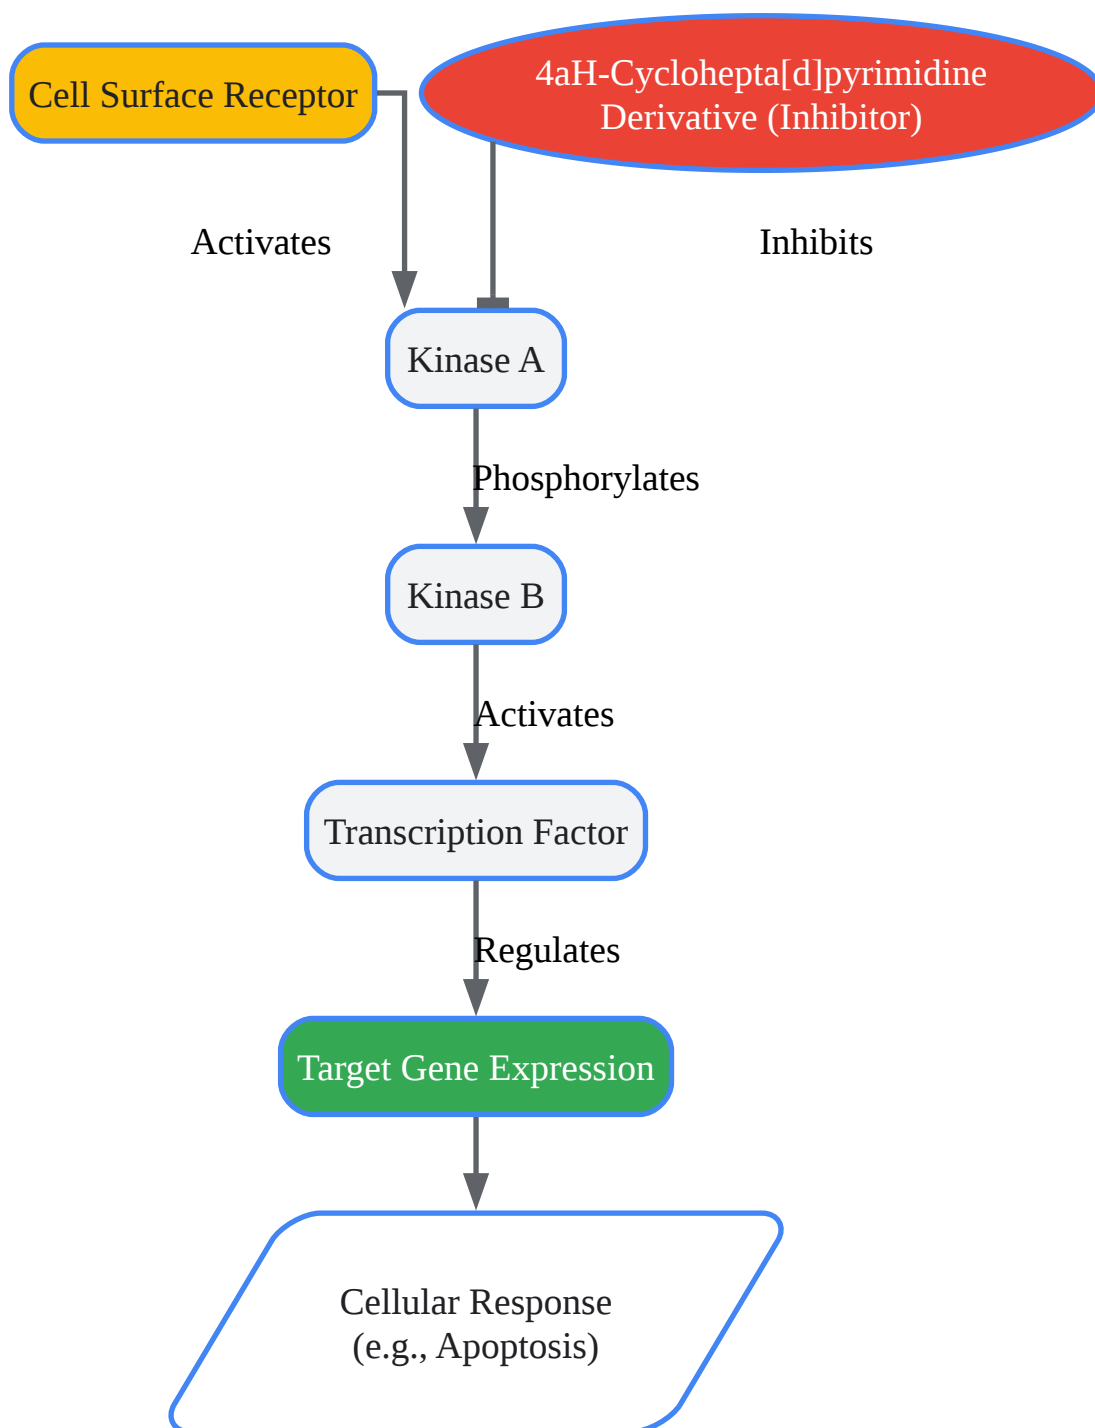 Cell Surface Receptor
4aH-Cyclohepta[d]pyrimidine
Derivative (Inhibitor)
Activates
Inhibits
Kinase A
Phosphorylates
Kinase B
Activates
Transcription Factor
Regulates
Target Gene Expression
Cellular Response
(e.g., Apoptosis)